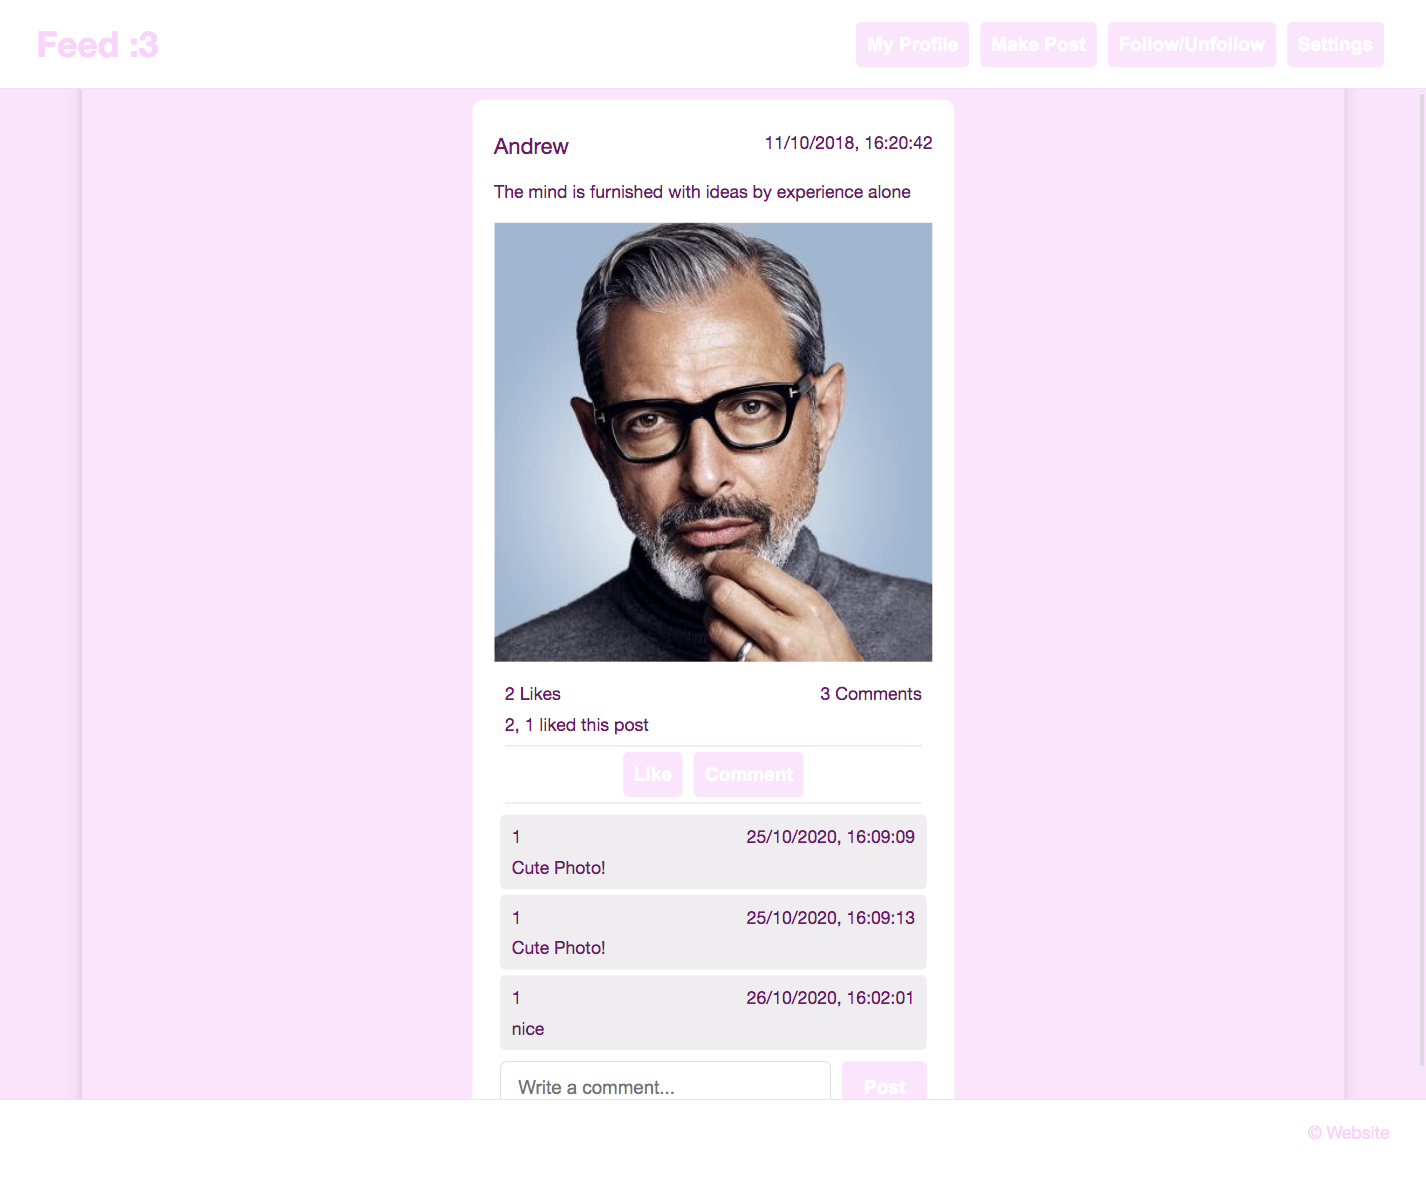 Feed :3
My Profile
Make Post
Follow/Unfollow
Settings
Andrew
11/10/2018, 16:20:42
The mind is furnished with ideas by experience alone
2 Likes
3 Comments
2, 1 liked this post
Like
Comment
1
25/10/2020, 16:09:09
Cute Photo!
1
25/10/2020, 16:09:13
Cute Photo!
1
26/10/2020, 16:02:01
nice
Write a comment...
Post
© Website